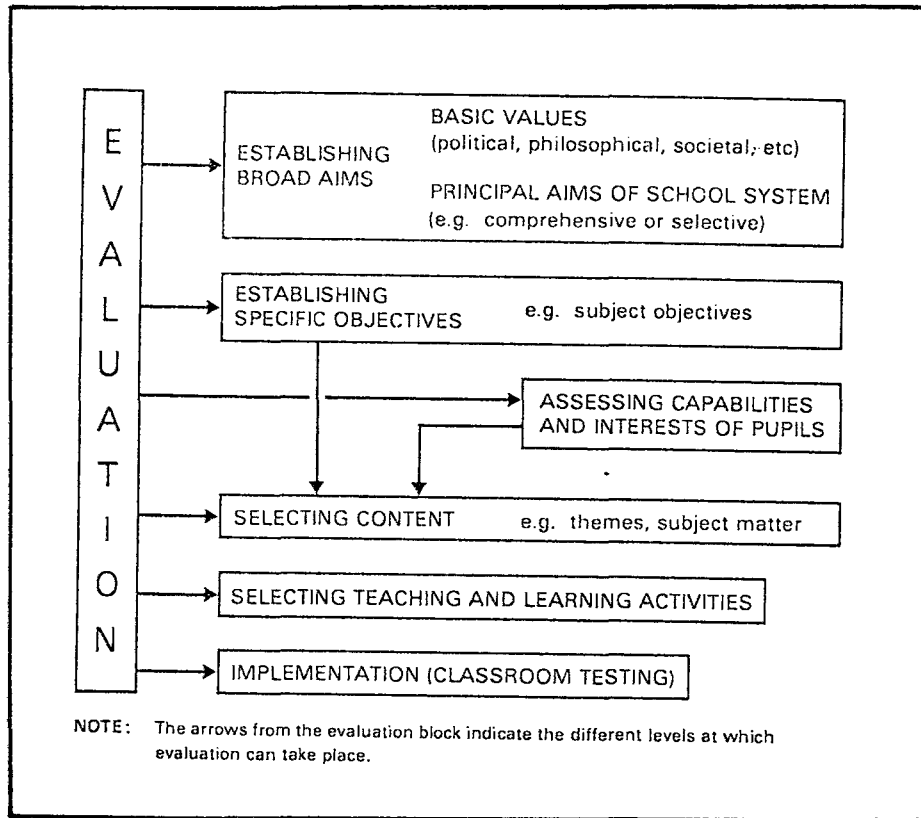 EVALUATION
ESTABLISHING
BROAD AIMS
BASIC VALUES
(political, philosophical, societal, etc)
PRINCIPAL AIMS OF SCHOOL SYSTEM
(e.g. comprehensive or selective)
ESTABLISHING
SPECIFIC OBJECTIVES e.g. subject objectives
ASSESSING CAPABILITIES
AND INTERESTS OF PUPILS
SELECTING CONTENT e.g. themes, subject matter
SELECTING TEACHING AND LEARNING ACTIVITIES
IMPLEMENTATION (CLASSROOM TESTING)
NOTE: The arrows from the evaluation block indicate the different levels at which
evaluation can take place.